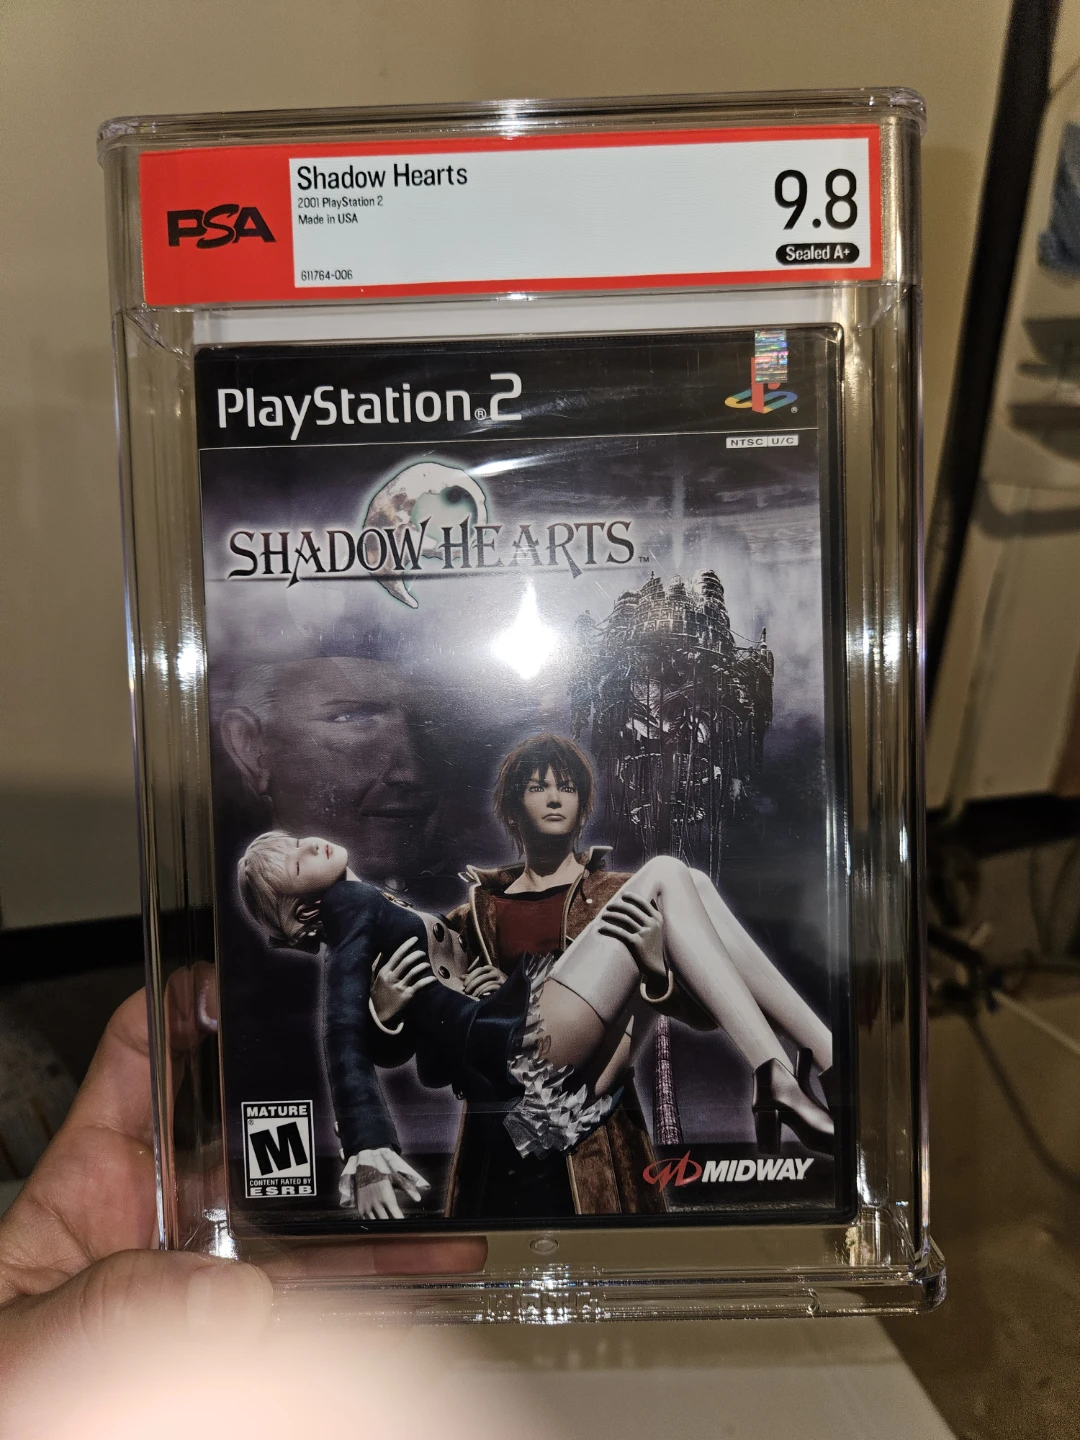 PSA
Shadow Hearts
2001 PlayStation 2
Made in USA
611764-006
9.8
Sealed A+
PlayStation®2
NTSC U/C
SHADOW HEARTS™
MATURE
M
CONTENT RATED BY
ESRB
MIDWAY